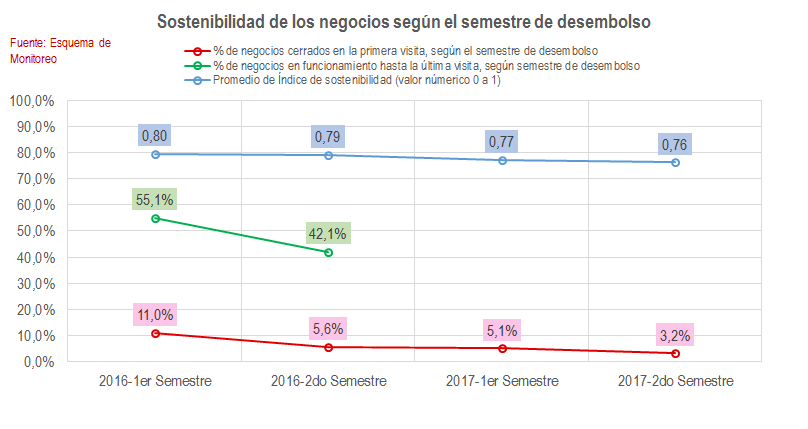 Sostenibilidad de los negocios según el semestre de desembolso
Fuente: Esquema de
Monitoreo
% de negocios cerrados en la primera visita, según el semestre de desembolso
% de negocios en funcionamiento hasta la última visita, según semestre de desembolso
Promedio de Índice de sostenibilidad (valor númerico 0 a 1)
100,0%
90,0%
80,0%
70,0%
60,0%
50,0%
40,0%
30,0%
20,0%
10,0%
0,0%
0,80
0,79
0,77
0,76
55,1%
42,1%
11,0%
5,6%
5,1%
3,2%
2016-1er Semestre
2016-2do Semestre
2017-1er Semestre
2017-2do Semestre